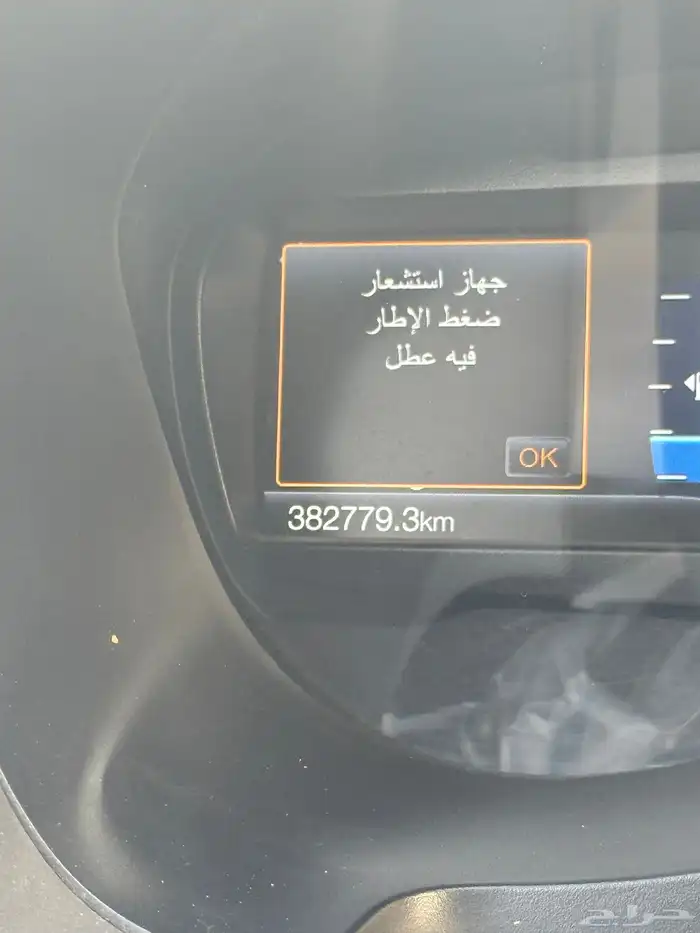 جهاز استشعار
ضغط الإطار
فيه عطل
OK
382779.3km
حراج